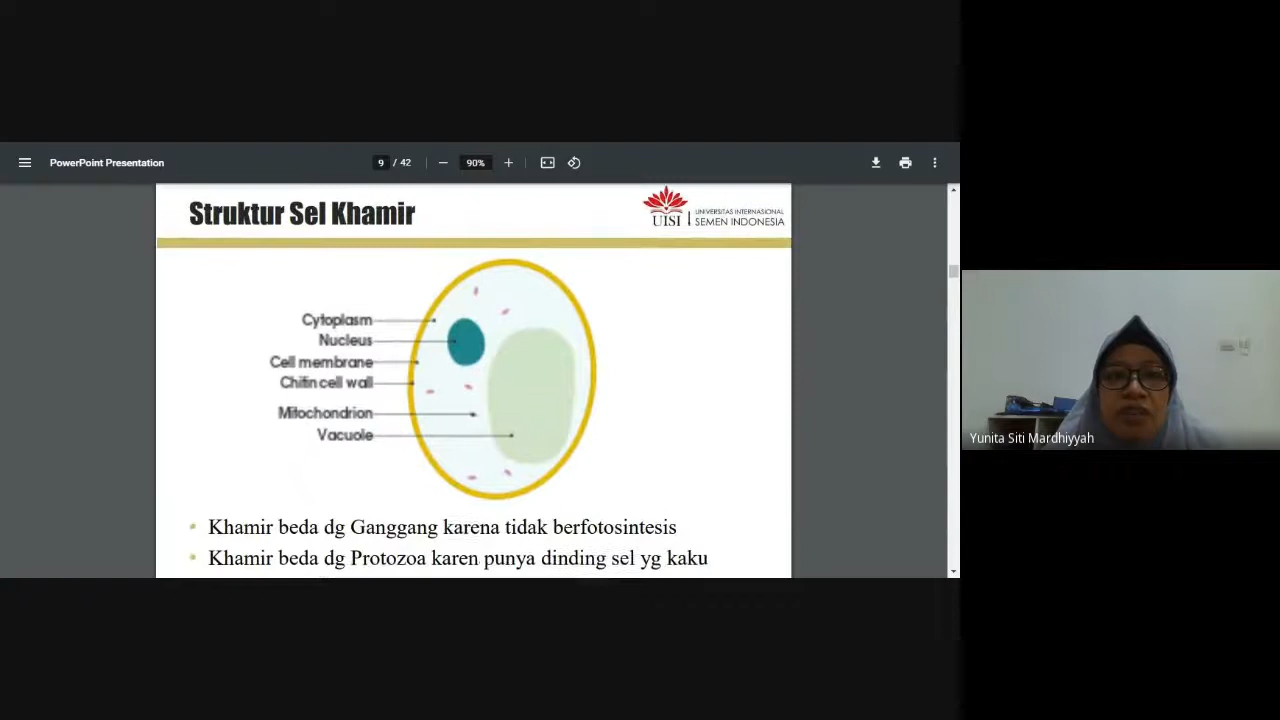 PowerPoint Presentation
9 / 42
90%
Struktur Sel Khamir
UISI
UNIVERSITAS INTERNASIONAL
SEMEN INDONESIA
Cytoplasm
Nucleus
Cell membrane
Chitin cell wall
Mitochondrion
Vacuole
Khamir beda dg Ganggang karena tidak berfotosintesis
Khamir beda dg Protozoa karen punya dinding sel yg kaku
Yunita Siti Mardhiyyah